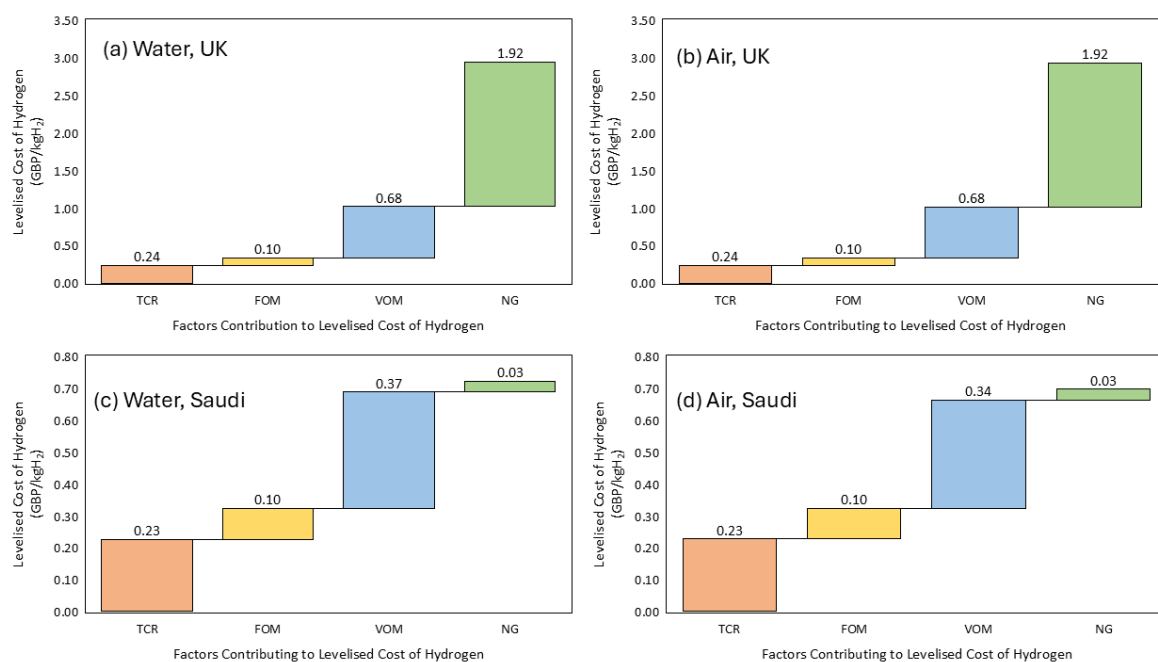 (a) Water, UK
Levelised Cost of Hydrogen
(GBP/kgH₂)
3.50
3.00
2.50
2.00
1.50
1.00
0.50
0.00
0.24
0.10
0.68
1.92
TCR
FOM
VOM
NG
Factors Contribution to Levelised Cost of Hydrogen
(b) Air, UK
Levelised Cost of Hydrogen
(GBP/kgH₂)
3.50
3.00
2.50
2.00
1.50
1.00
0.50
0.00
0.24
0.10
0.68
1.92
TCR
FOM
VOM
NG
Factors Contributing to Levelised Cost of Hydrogen
(c) Water, Saudi
Levelised Cost of Hydrogen
(GBP/kgH₂)
0.80
0.70
0.60
0.50
0.40
0.30
0.20
0.10
0.00
0.23
0.10
0.37
0.03
TCR
FOM
VOM
NG
Factors Contributing to Levelised Cost of Hydrogen
(d) Air, Saudi
Levelised Cost of Hydrogen
(GBP/kgH₂)
0.80
0.70
0.60
0.50
0.40
0.30
0.20
0.10
0.00
0.23
0.10
0.34
0.03
TCR
FOM
VOM
NG
Factors Contributing to Levelised Cost of Hydrogen